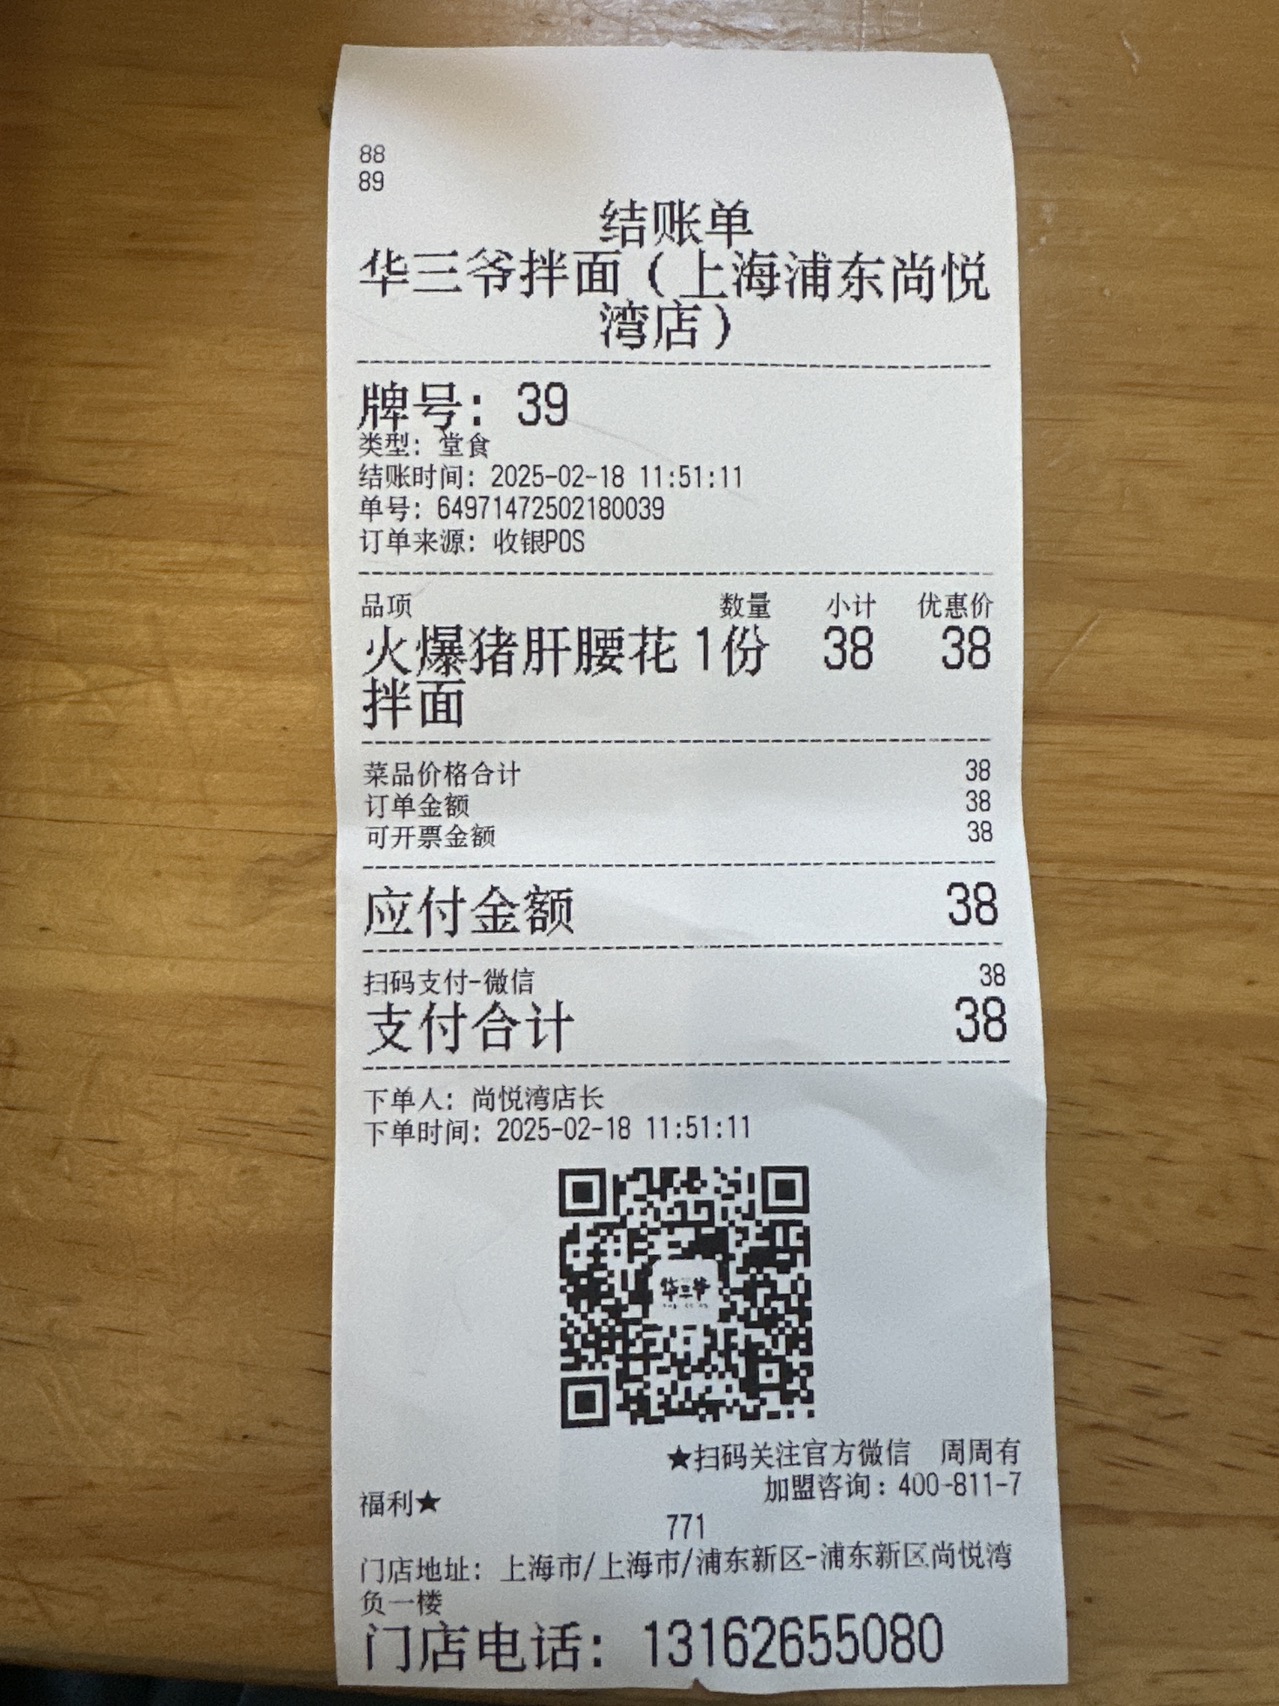 88
89
结账单
华三爷拌面（上海浦东尚悦
湾店）
牌号：39
类型：堂食
结账时间：2025-02-18 11:51:11
单号：64971472502180039
订单来源：收银POS
品项 数量 小计 优惠价
火爆猪肝腰花 1份 38 38
拌面
菜品价格合计 38
订单金额 38
可开票金额 38
应付金额 38
扫码支付-微信 38
支付合计 38
下单人：尚悦湾店长
下单时间：2025-02-18 11:51:11
华三爷
★扫码关注官方微信 周周有
福利★ 加盟咨询：400-811-7
771
门店地址：上海市/上海市/浦东新区-浦东新区尚悦湾
负一楼
门店电话：13162655080